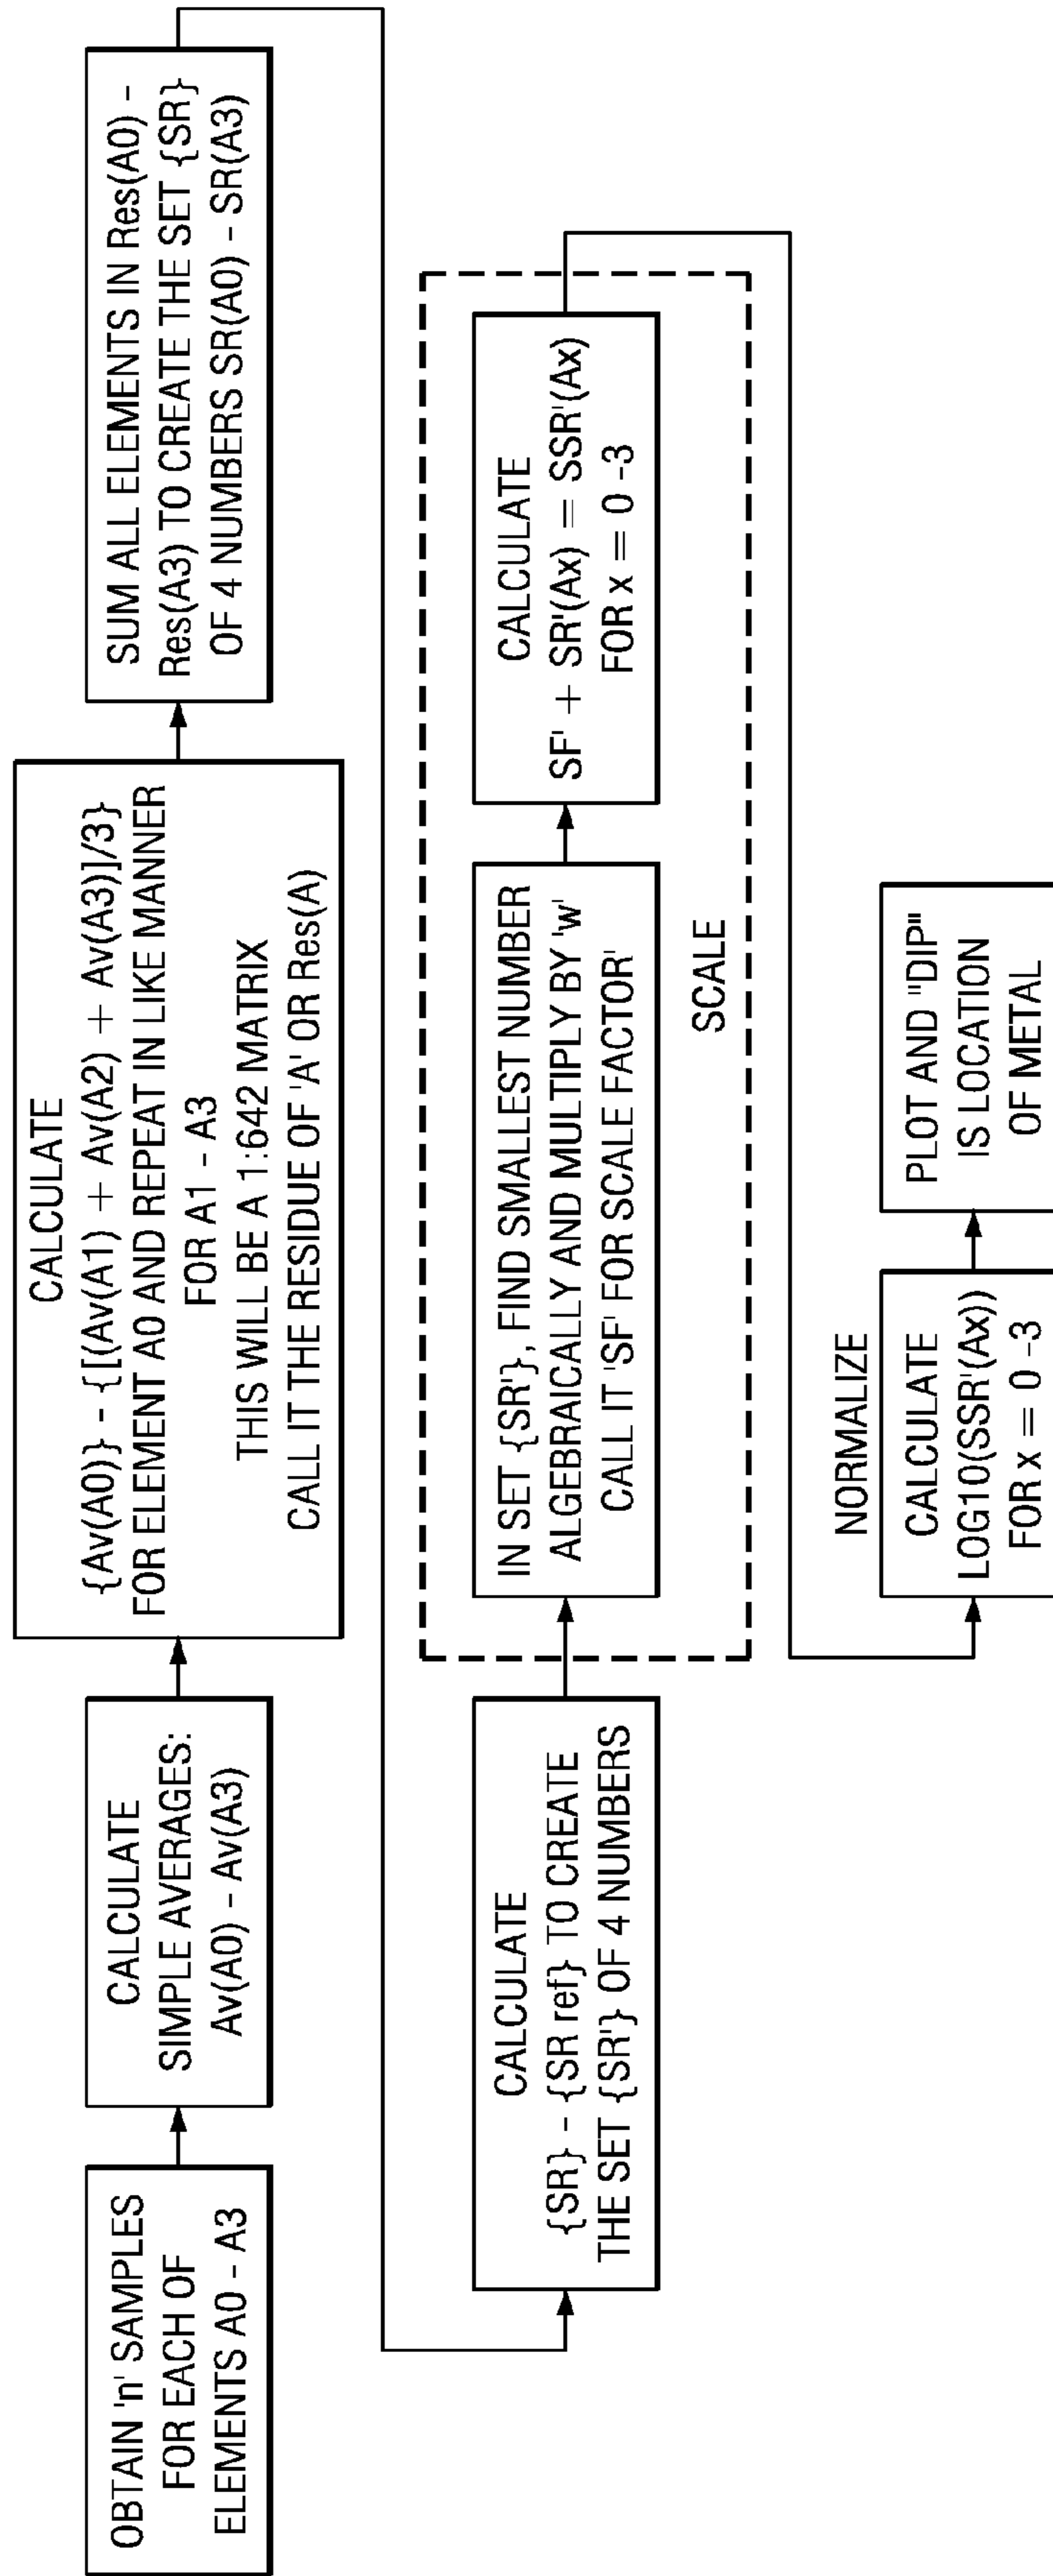 OBTAIN 'n' SAMPLES
FOR EACH OF
ELEMENTS A0 - A3
CALCULATE
SIMPLE AVERAGES:
Av(A0) - Av(A3)
CALCULATE
{Av(A0)} - {[(Av(A1) + Av(A2) + Av(A3)]/3}
FOR ELEMENT A0 AND REPEAT IN LIKE MANNER
FOR A1 - A3
THIS WILL BE A 1:642 MATRIX
CALL IT THE RESIDUE OF 'A' OR Res(A)
SUM ALL ELEMENTS IN Res(A0) -
Res(A3) TO CREATE THE SET {SR}
OF 4 NUMBERS SR(A0) - SR(A3)
CALCULATE
{SR} - {SR ref} TO CREATE
THE SET {SR'} OF 4 NUMBERS
IN SET {SR'}, FIND SMALLEST NUMBER
ALGEBRAICALLY AND MULTIPLY BY 'w'
CALL IT 'SF' FOR SCALE FACTOR'
CALCULATE
SF' + SR'(Ax) = SSR'(Ax)
FOR x = 0 -3
SCALE
NORMALIZE
CALCULATE
LOG10(SSR'(Ax))
FOR x = 0 -3
PLOT AND "DIP"
IS LOCATION
OF METAL